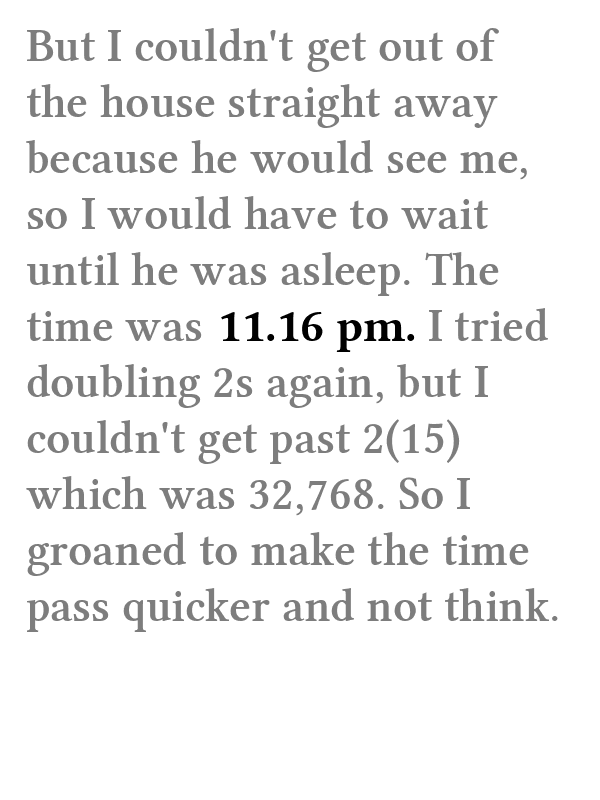 But I couldn't get out of
the house straight away
because he would see me,
so I would have to wait
until he was asleep. The
time was 11.16 pm. I tried
doubling 2s again, but I
couldn't get past 2(15)
which was 32,768. So I
groaned to make the time
pass quicker and not think.